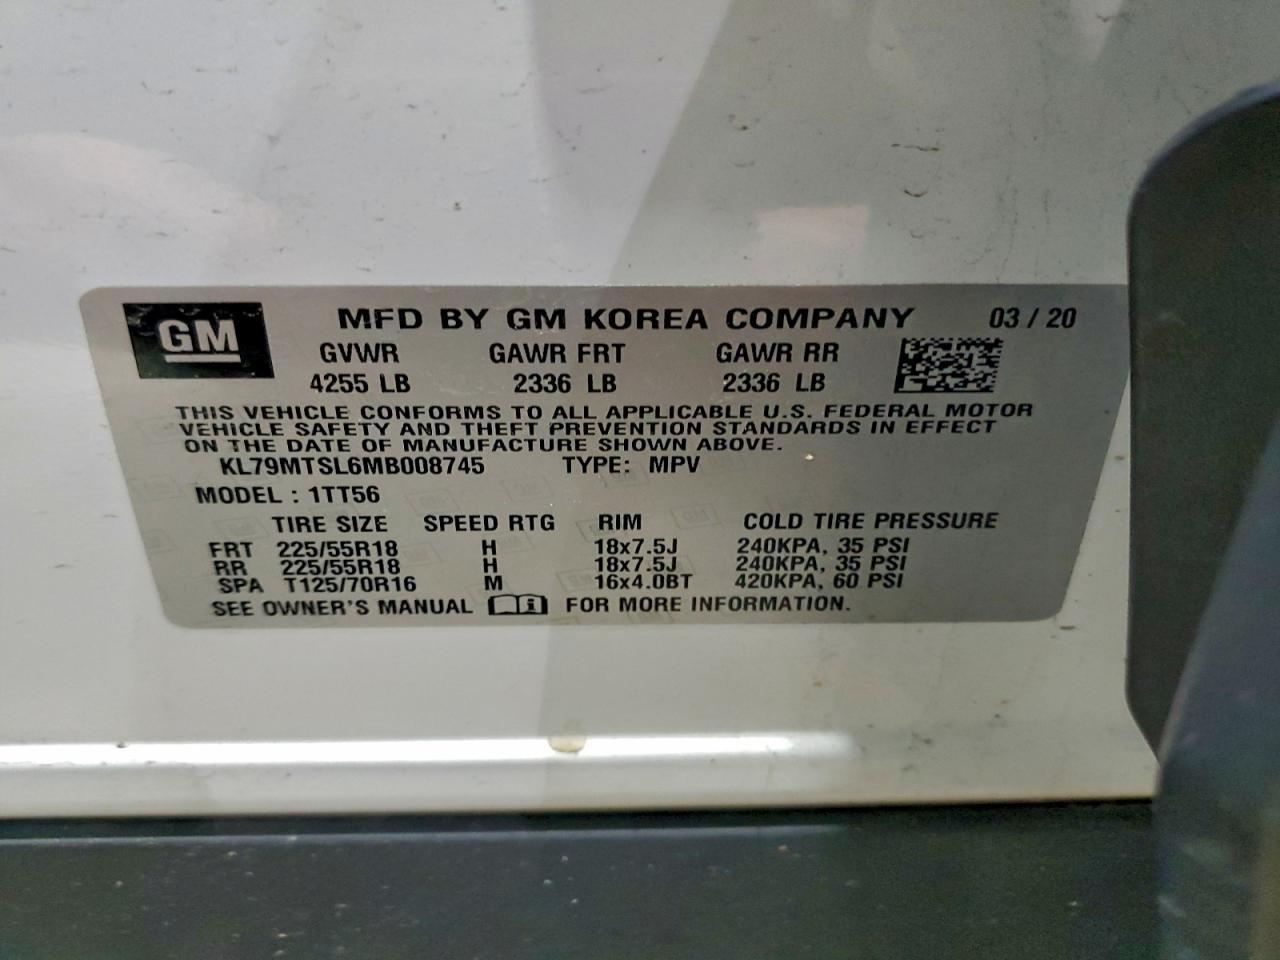 GM
MFD BY GM KOREA COMPANY 03 / 20
GVWR GAWR FRT GAWR RR
4255 LB 2336 LB 2336 LB
THIS VEHICLE CONFORMS TO ALL APPLICABLE U.S. FEDERAL MOTOR
VEHICLE SAFETY AND THEFT PREVENTION STANDARDS IN EFFECT
ON THE DATE OF MANUFACTURE SHOWN ABOVE.
KL79MTSL6MB008745 TYPE: MPV
MODEL : 1TT56
TIRE SIZE SPEED RTG RIM COLD TIRE PRESSURE
FRT 225/55R18 H 18x7.5J 240KPA, 35 PSI
RR 225/55R18 H 18x7.5J 240KPA, 35 PSI
SPA T125/70R16 M 16x4.0BT 420KPA, 60 PSI
SEE OWNER'S MANUAL i FOR MORE INFORMATION.